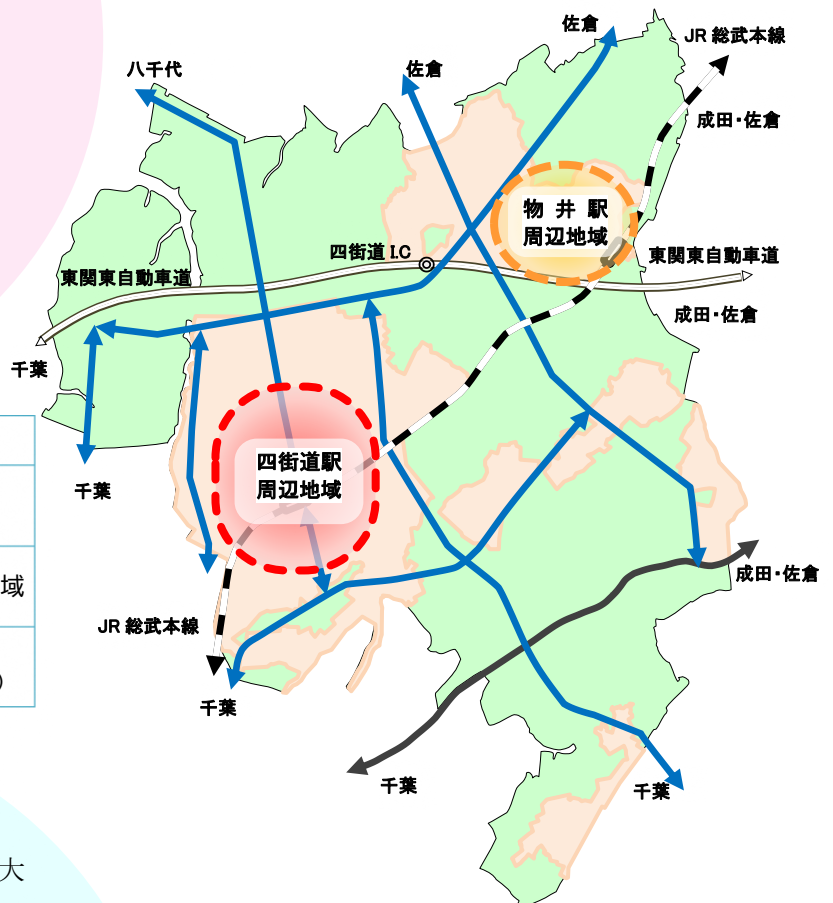 佐倉
JR 総武本線
八千代
佐倉
成田・佐倉
物井駅
周辺地域
四街道 I.C
東関東自動車道
東関東自動車道
成田・佐倉
千葉
四街道駅
周辺地域
千葉
域
成田・佐倉
JR 総武本線
)
千葉
千葉
千葉
大